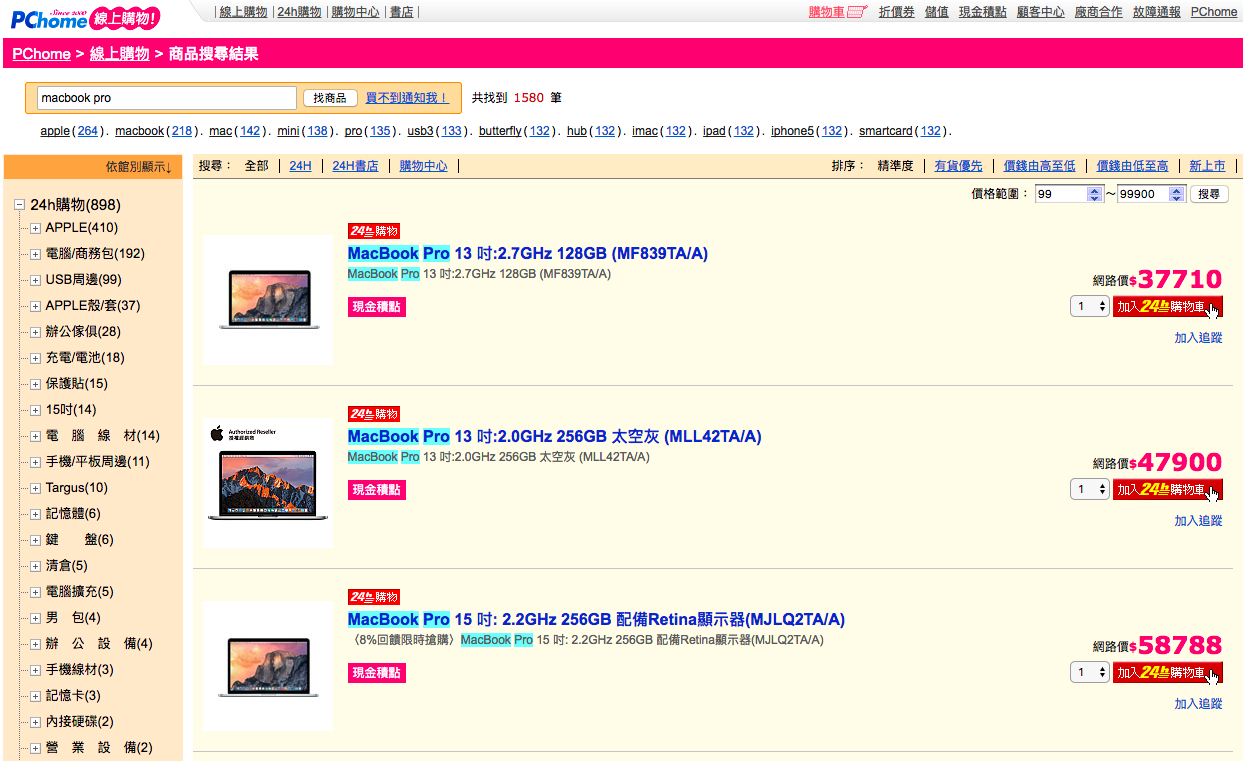 Since 2000
PChome 線上購物!
| 線上購物 | 24h購物 | 購物中心 | 書店 |
購物車 折價券 儲值 現金積點 顧客中心 廠商合作 故障通報 PChome
PChome > 線上購物 > 商品搜尋結果
macbook pro 找商品 買不到通知我！ 共找到 1580 筆
apple(264). macbook(218). mac(142). mini(138). pro(135). usb3(133). butterfly(132). hub(132). imac(132). ipad(132). iphone5(132). smartcard(132).
依館別顯示↓
搜尋： 全部 | 24H | 24H書店 | 購物中心 |
排序： 精準度 | 有貨優先 | 價錢由高至低 | 價錢由低至高 | 新上市 |
價格範圍： 99 ～ 99900 搜尋
24h購物(898)
APPLE(410)
電腦/商務包(192)
USB周邊(99)
APPLE殼/套(37)
辦公傢俱(28)
充電/電池(18)
保護貼(15)
15吋(14)
電 腦 線 材(14)
手機/平板周邊(11)
Targus(10)
記憶體(6)
鍵 盤(6)
清倉(5)
電腦擴充(5)
男 包(4)
辦 公 設 備(4)
手機線材(3)
記憶卡(3)
內接硬碟(2)
營 業 設 備(2)
24h購物
MacBook Pro 13 吋:2.7GHz 128GB (MF839TA/A)
MacBook Pro 13 吋:2.7GHz 128GB (MF839TA/A)
現金積點
網路價$37710
1 加入24h購物車
加入追蹤
Authorized Reseller
授權經銷商
24h購物
MacBook Pro 13 吋:2.0GHz 256GB 太空灰 (MLL42TA/A)
MacBook Pro 13 吋:2.0GHz 256GB 太空灰 (MLL42TA/A)
現金積點
網路價$47900
1 加入24h購物車
加入追蹤
24h購物
MacBook Pro 15 吋: 2.2GHz 256GB 配備Retina顯示器(MJLQ2TA/A)
〈8%回饋限時搶購〉MacBook Pro 15 吋: 2.2GHz 256GB 配備Retina顯示器(MJLQ2TA/A)
現金積點
網路價$58788
1 加入24h購物車
加入追蹤